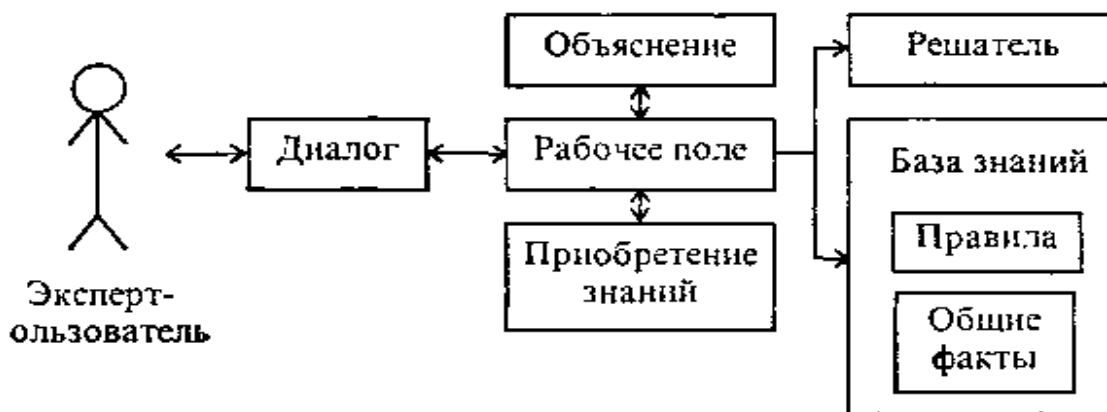 Объяснение
Решатель
Диалог
Рабочее поле
База знаний
Правила
Приобретение
знаний
Общие
факты
Эксперт-
ользователь